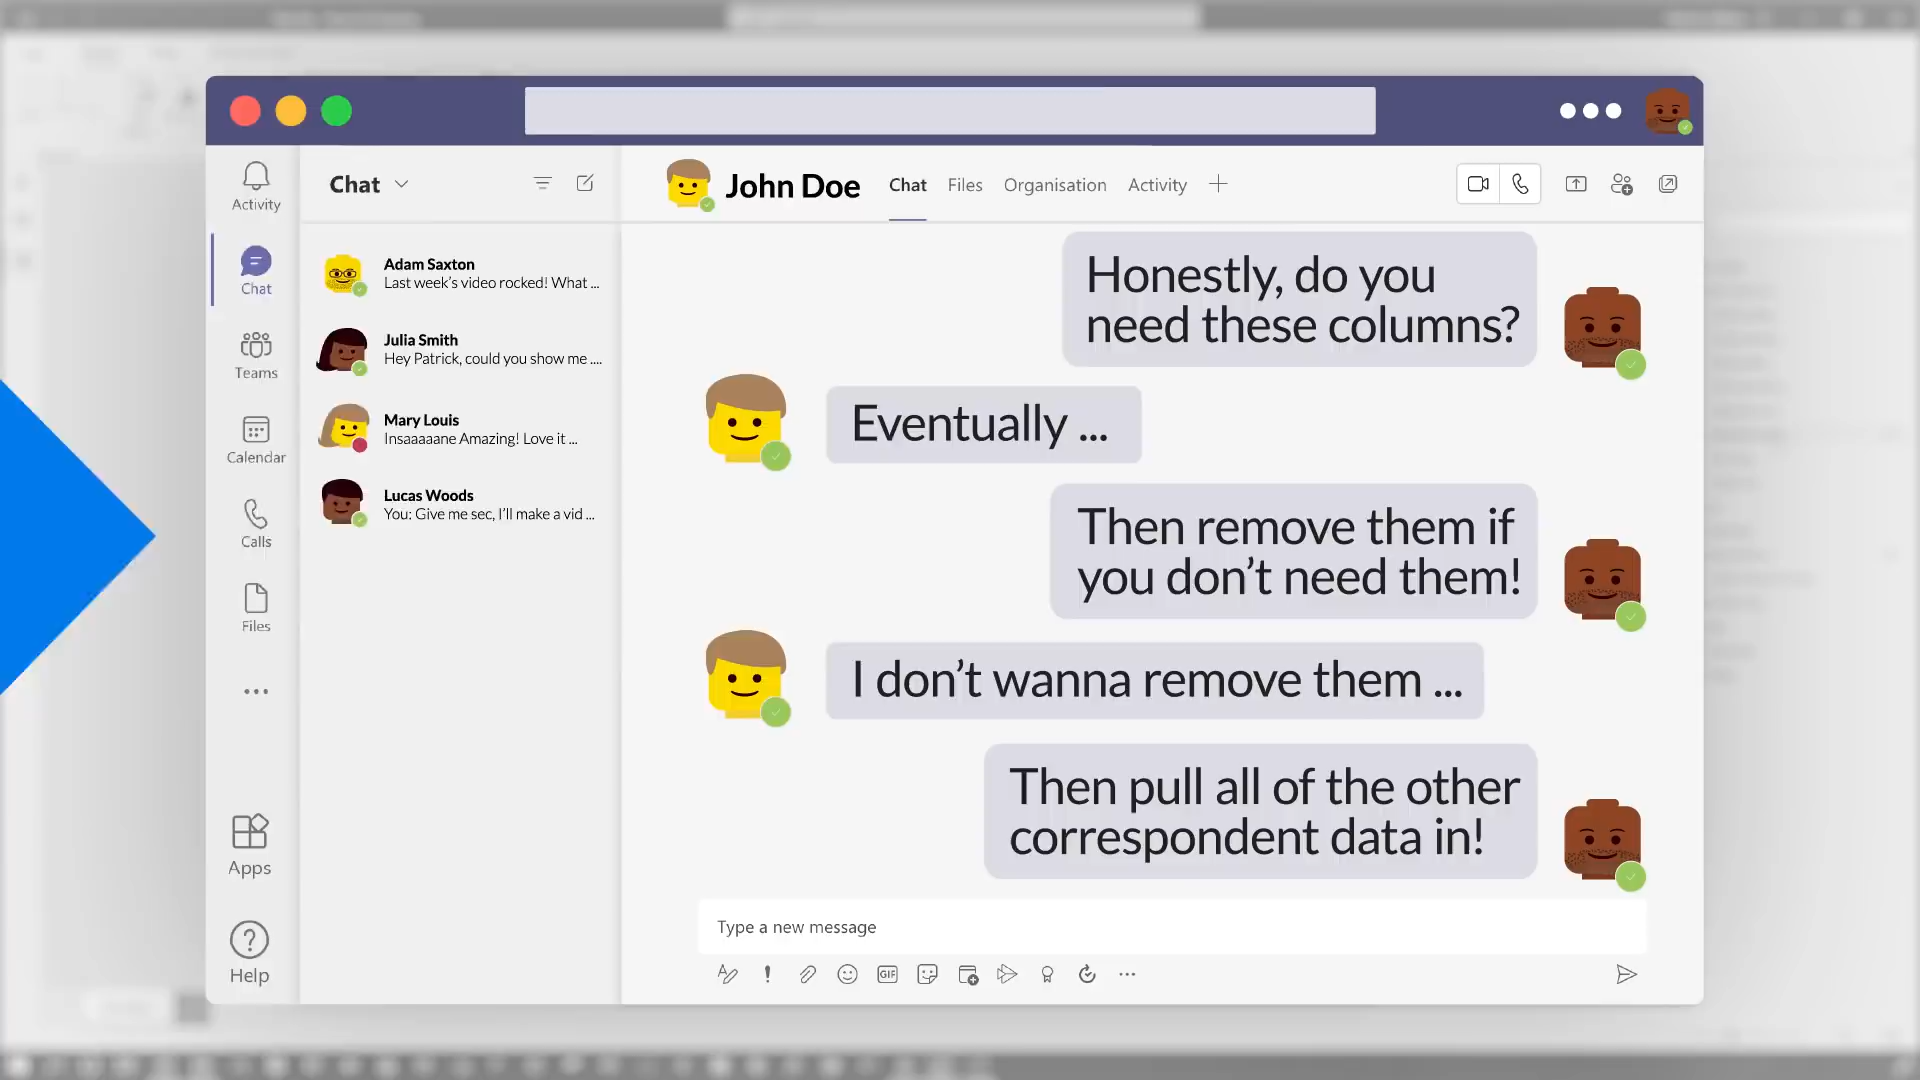 Activity
Chat
Teams
Calendar
Calls
Files
Apps
Help
Chat
Adam Saxton
Last week’s video rocked! What ...
Julia Smith
Hey Patrick, could you show me ....
Mary Louis
Insaaaaane Amazing! Love it ...
Lucas Woods
You: Give me sec, I’ll make a vid ...
John Doe
Chat Files Organisation Activity
Honestly, do you
need these columns?
Eventually ...
Then remove them if
you don’t need them!
I don’t wanna remove them ...
Then pull all of the other
correspondent data in!
Type a new message
GIF